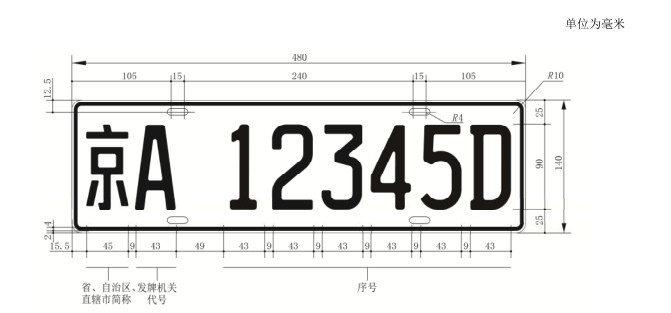 单位为毫米
480
105 15 240 15 105
12.5
R10
R4
京A 12345D
25
90
25
140
4
2
15.5 45 9 43 49 43 9 43 9 43 9 43 9 43 9 43
省、自治区、
直辖市简称
发牌机关
代号
序号